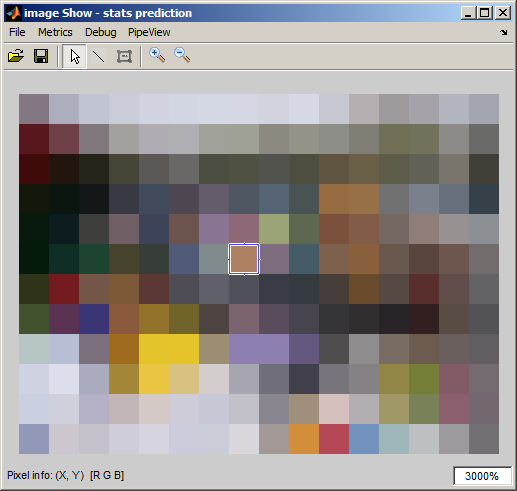 image Show - stats prediction
File Metrics Debug PipeView
Pixel info: (X, Y) [R G B]
3000%